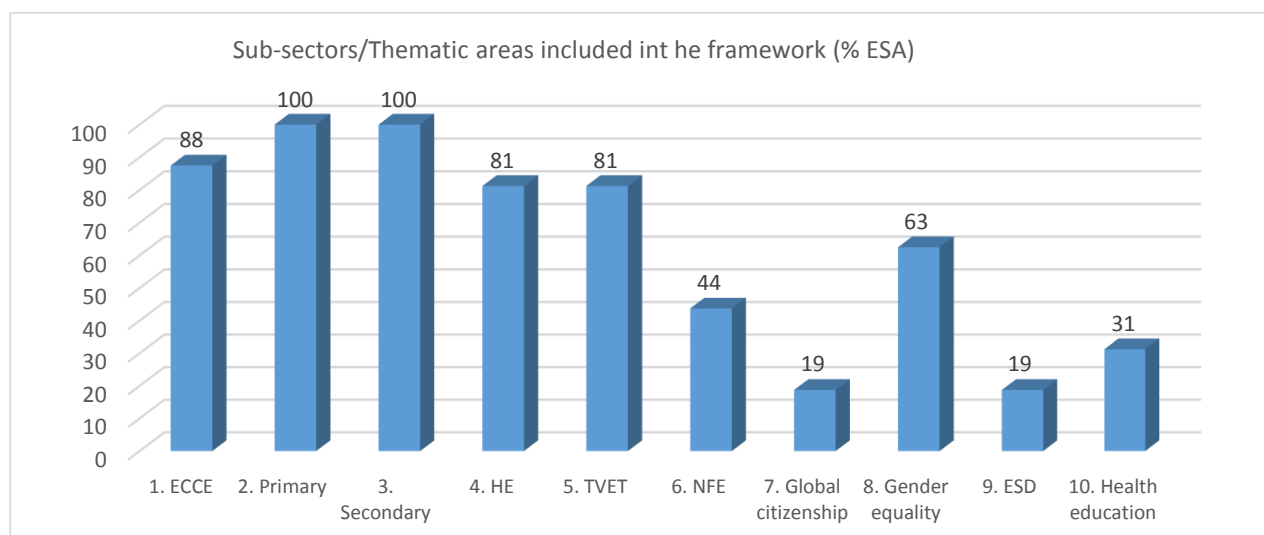 Sub-sectors/Thematic areas included int he framework (% ESA)
100
90
80
70
60
50
40
30
20
10
0
88
100
100
81
81
44
19
63
19
31
1. ECCE
2. Primary
3.
Secondary
4. HE
5. TVET
6. NFE
7. Global
citizenship
8. Gender
equality
9. ESD
10. Health
education